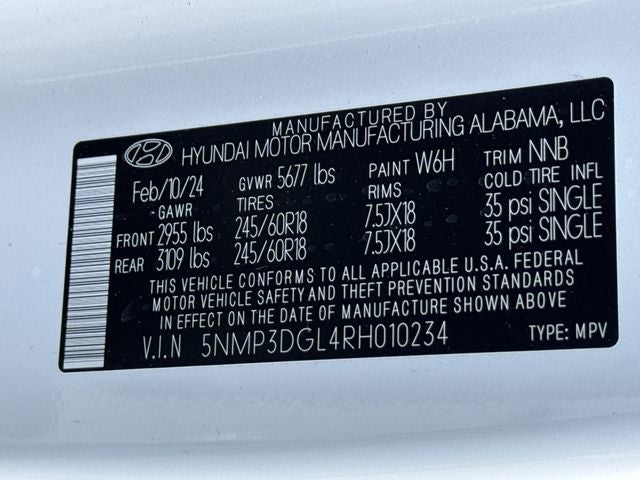 MANUFACTURED BY
HYUNDAI MOTOR MANUFACTURING ALABAMA, LLC
Feb/10/24 GVWR 5677 lbs PAINT W6H TRIM NNB
GAWR TIRES RIMS COLD TIRE INFL
FRONT 2955 lbs 245/60R18 7.5JX18 35 psi SINGLE
REAR 3109 lbs 245/60R18 7.5JX18 35 psi SINGLE
THIS VEHICLE CONFORMS TO ALL APPLICABLE U.S.A. FEDERAL
MOTOR VEHICLE SAFETY AND THEFT PREVENTION STANDARDS
IN EFFECT ON THE DATE OF MANUFACTURE SHOWN ABOVE
V.I.N 5NMP3DGL4RH010234 TYPE: MPV